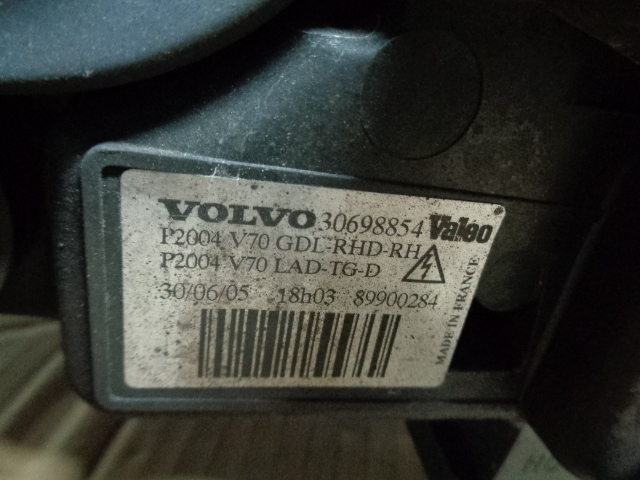 VOLVO 30698854 Valeo
P2004 V70 GDL-RHD-RH
P2004 V70 LAD-TG-D
30/06/05 18h03 89900284
MADE IN FRANCE